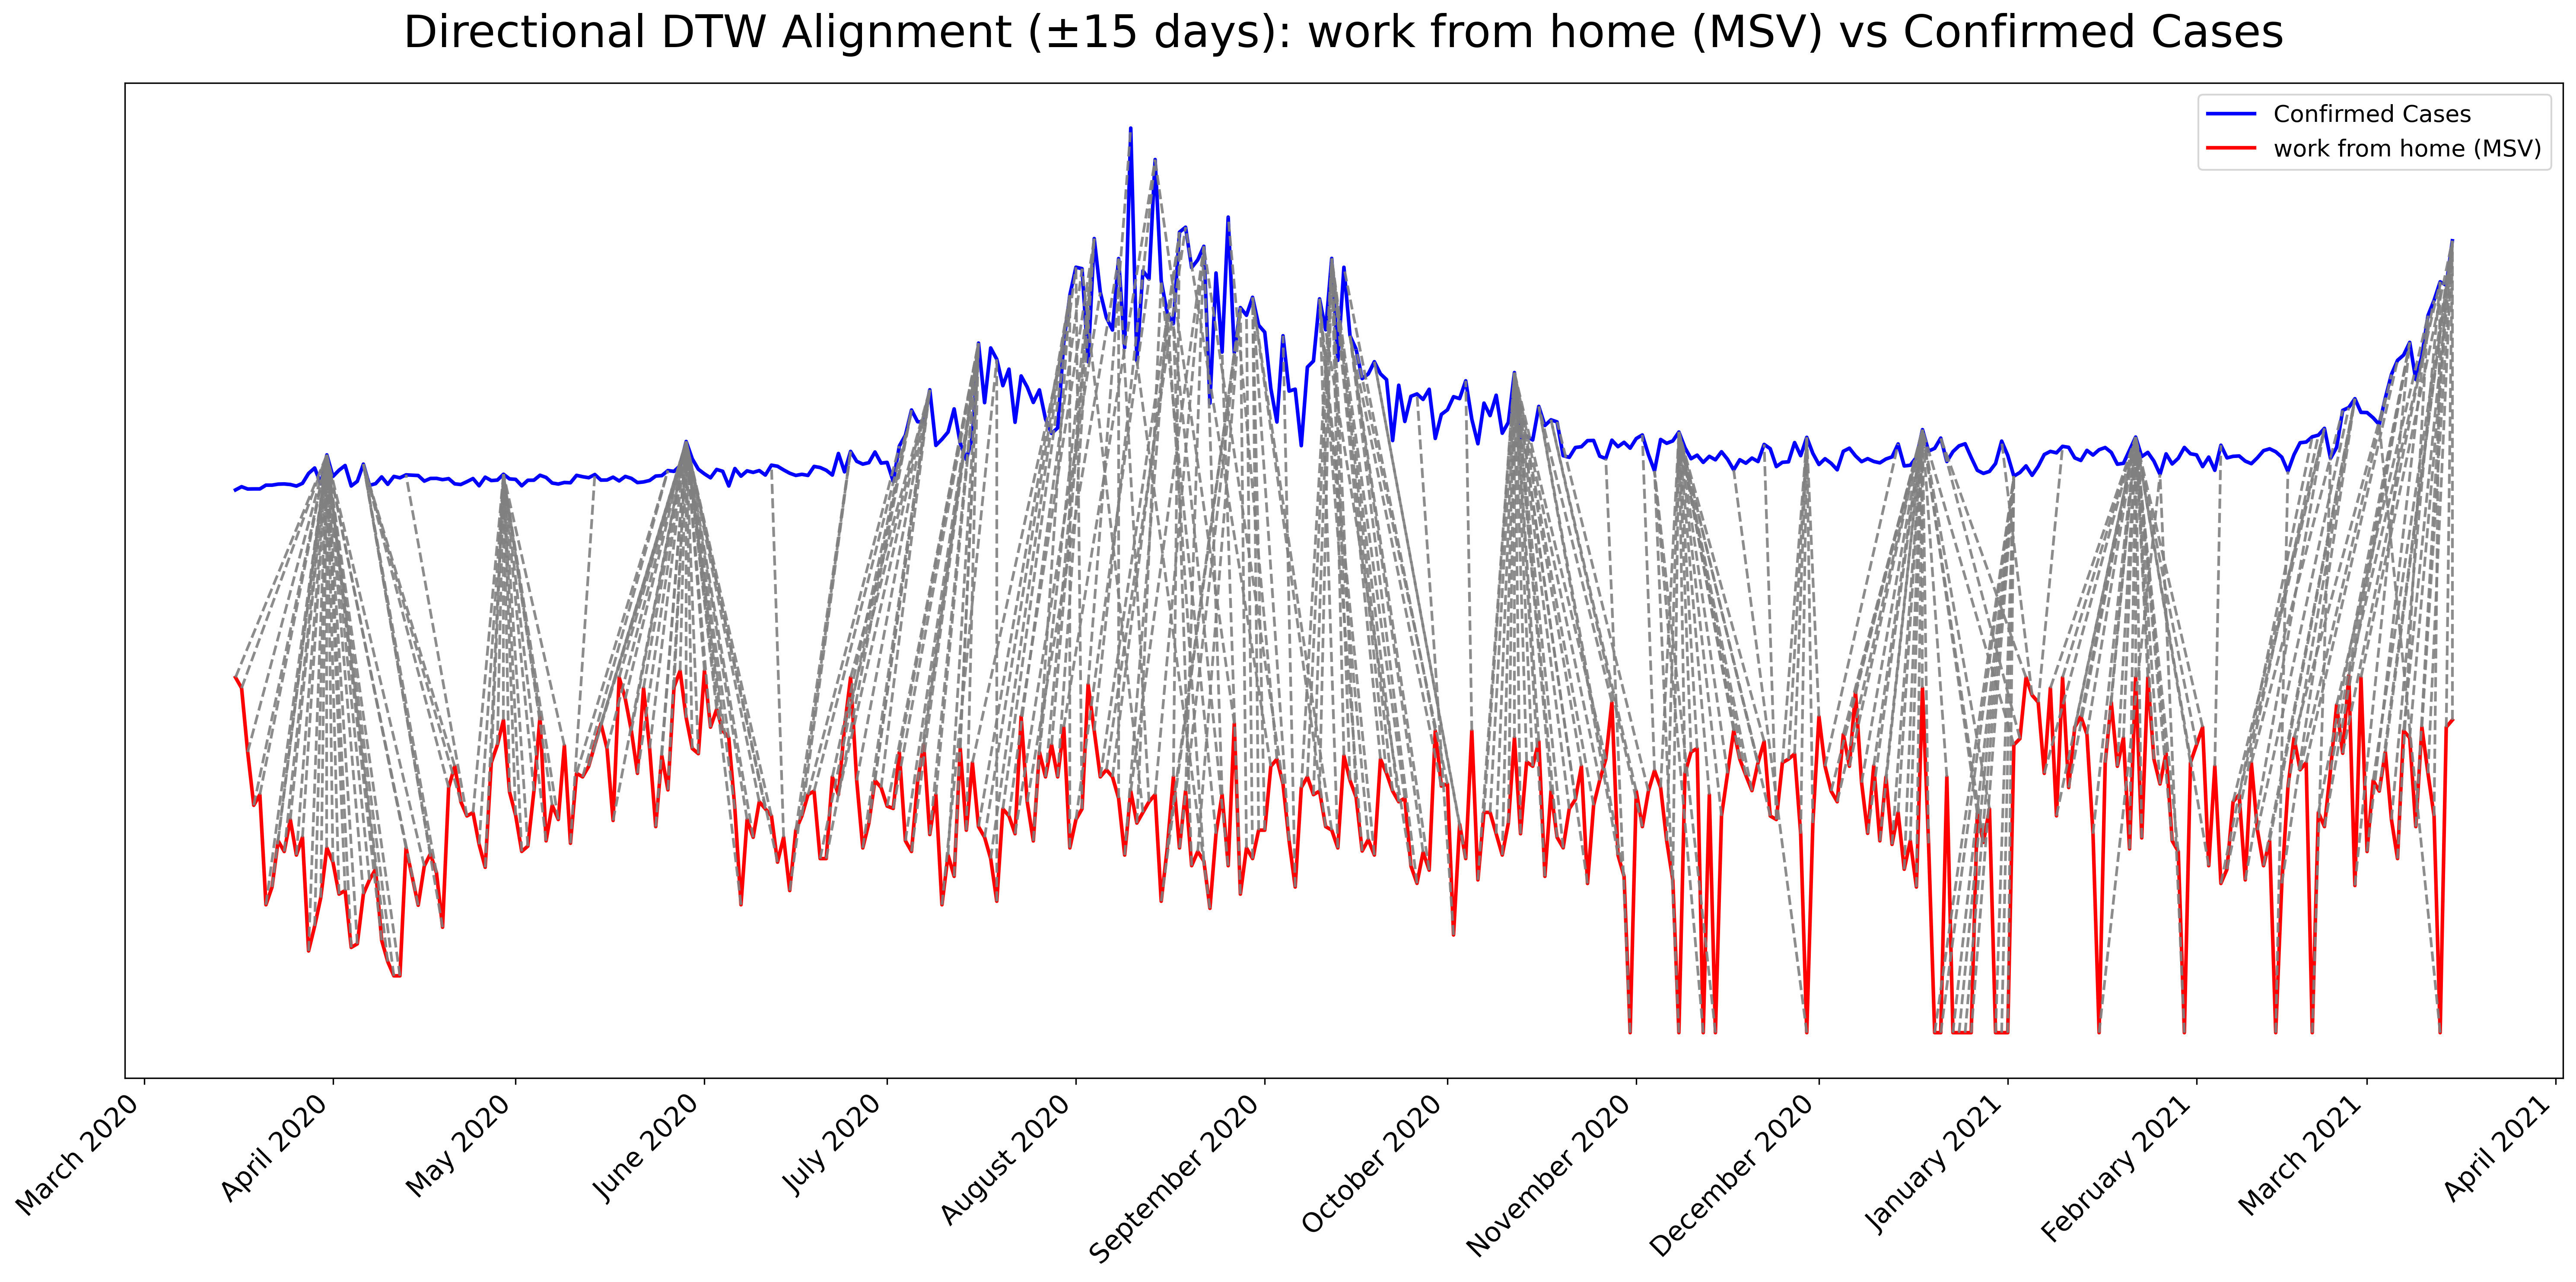 Directional DTW Alignment (±15 days): work from home (MSV) vs Confirmed Cases
Confirmed Cases
work from home (MSV)
March 2020
April 2020
May 2020
June 2020
July 2020
August 2020
September 2020
October 2020
November 2020
December 2020
January 2021
February 2021
March 2021
April 2021